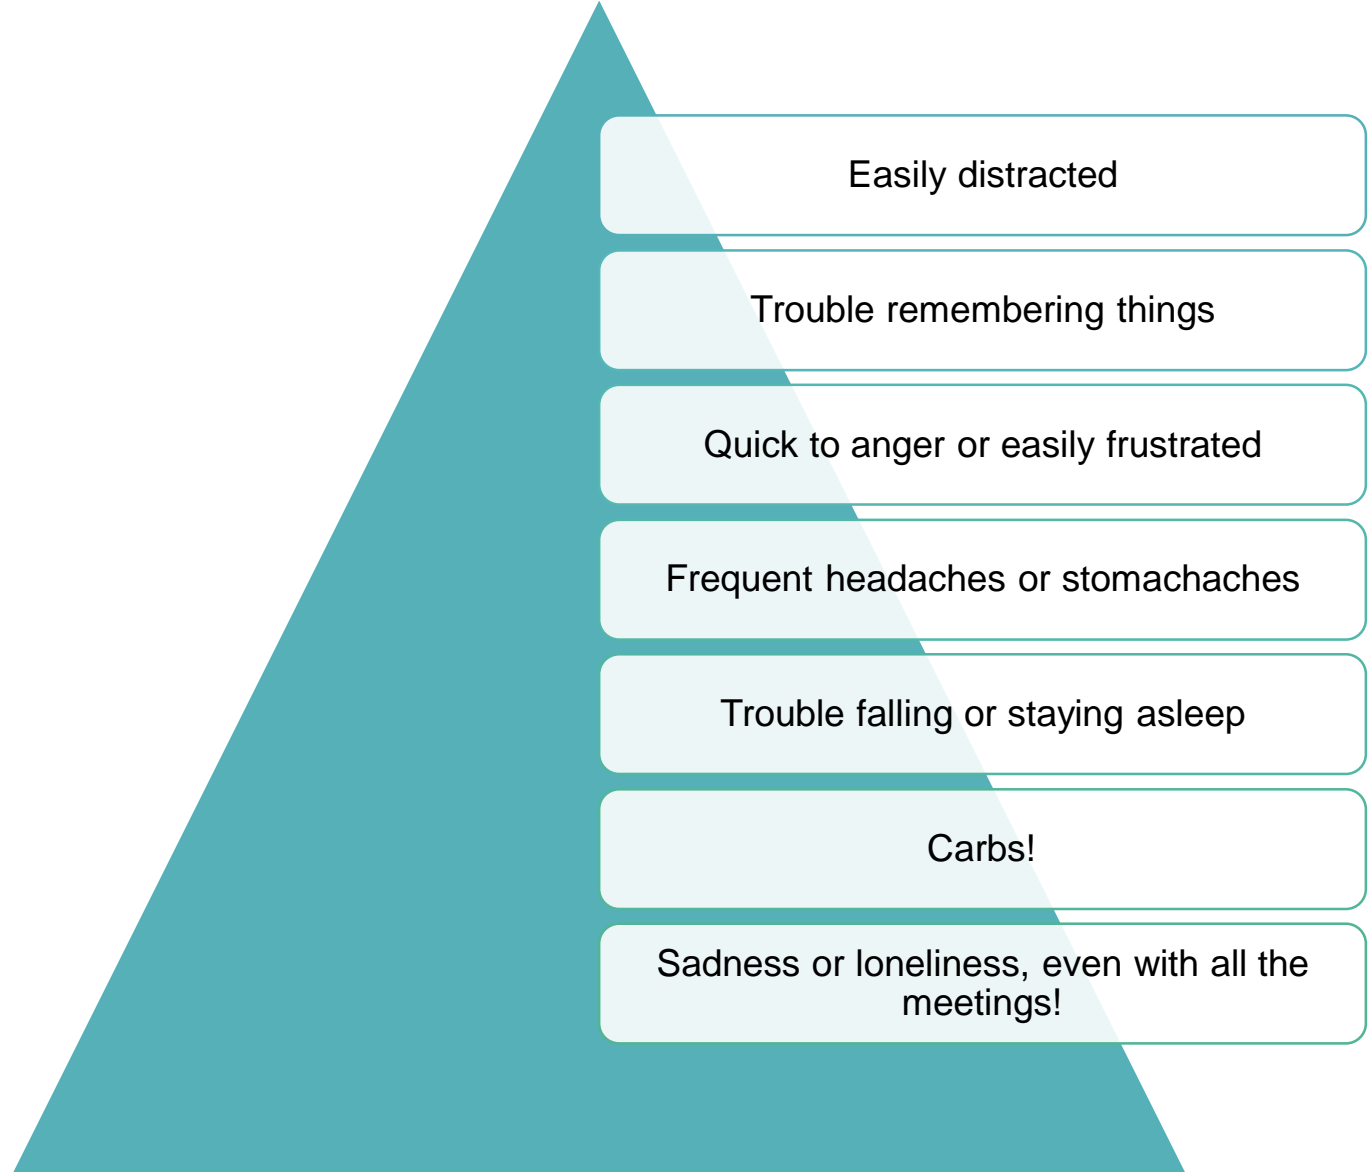 Easily distracted
Trouble remembering things
Quick to anger or easily frustrated
Frequent headaches or stomachaches
Trouble falling or staying asleep
Carbs!
Sadness or loneliness, even with all the
meetings!